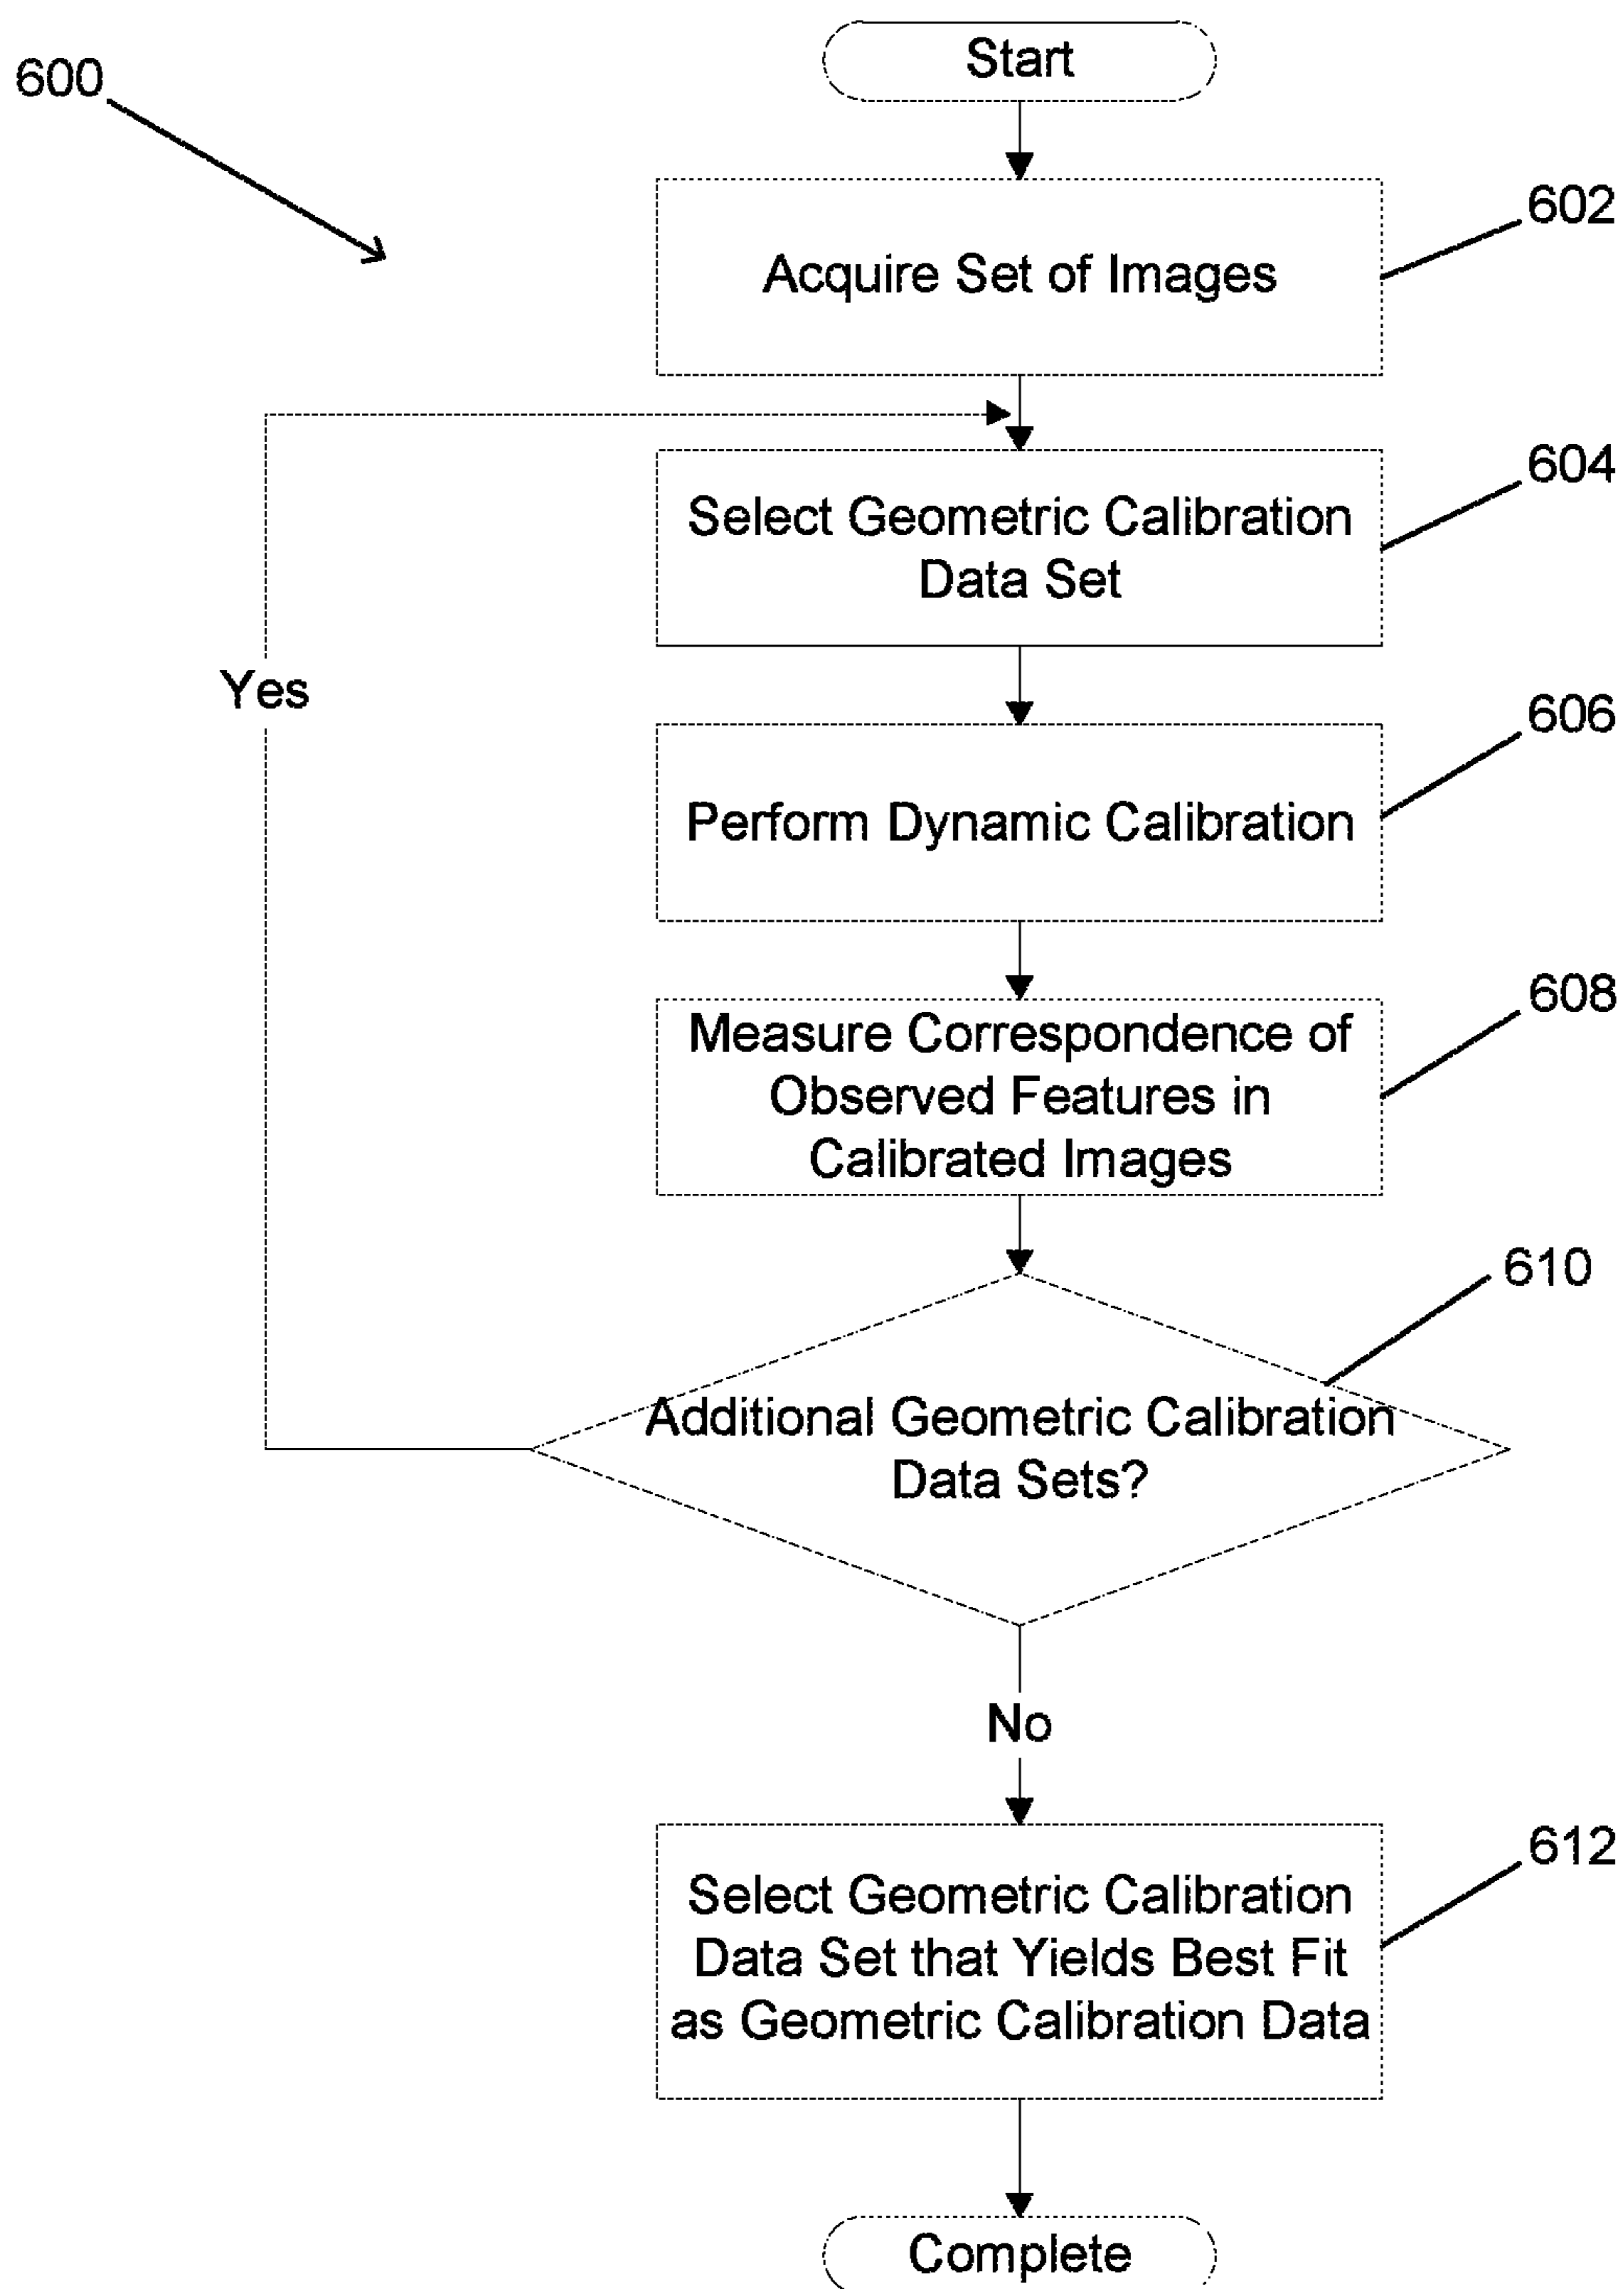 Start
600
602
Acquire Set of Images
604
Select Geometric Calibration
Data Set
Yes
606
Perform Dynamic Calibration
608
Measure Correspondence of
Observed Features in
Calibrated Images
610
Additional Geometric Calibration
Data Sets?
No
612
Select Geometric Calibration
Data Set that Yields Best Fit
as Geometric Calibration Data
Complete